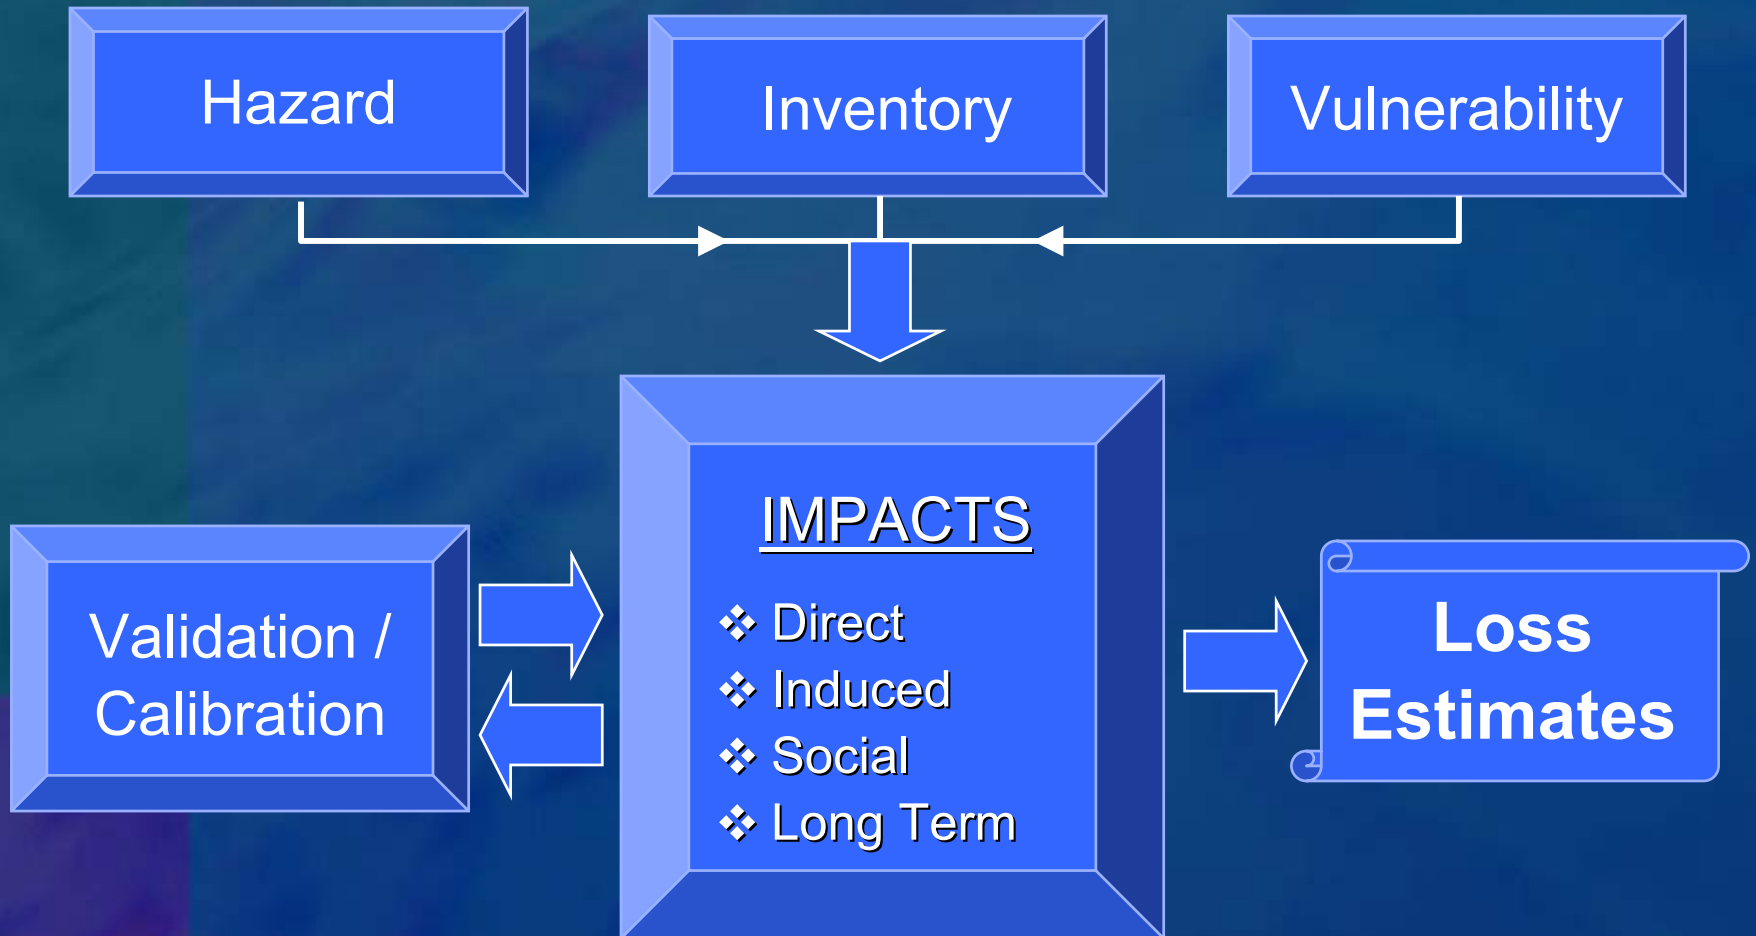 Hazard
Inventory
Vulnerability
Validation /
Calibration
IMPACTS
❖ Direct
❖ Induced
❖ Social
❖ Long Term
Loss
Estimates